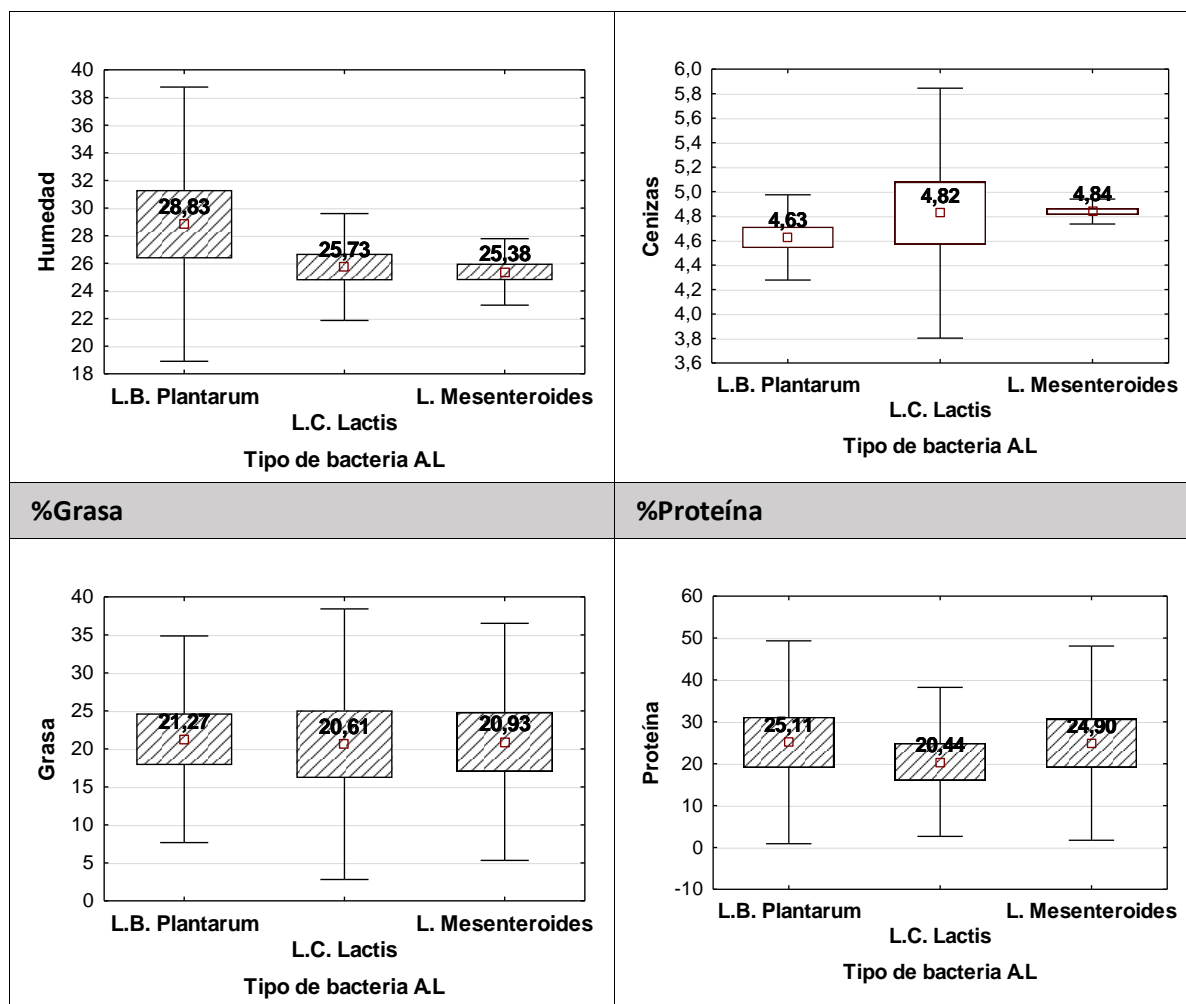 40
38
36
34
32
30
28
26
24
22
20
18
Humedad
28,83
25,73
25,38
L.B. Plantarum
L. Mesenteroides
L.C. Lactis
Tipo de bacteria A.L
6,0
5,8
5,6
5,4
5,2
5,0
4,8
4,6
4,4
4,2
4,0
3,8
3,6
Cenizas
4,63
4,82
4,84
L.B. Plantarum
L. Mesenteroides
L.C. Lactis
Tipo de bacteria A.L
%Grasa
%Proteína
40
35
30
25
20
15
10
5
0
Grasa
21,27
20,61
20,93
L.B. Plantarum
L. Mesenteroides
L.C. Lactis
Tipo de bacteria A.L
60
50
40
30
20
10
0
-10
Proteína
25,11
20,44
24,90
L.B. Plantarum
L. Mesenteroides
L.C. Lactis
Tipo de bacteria A.L